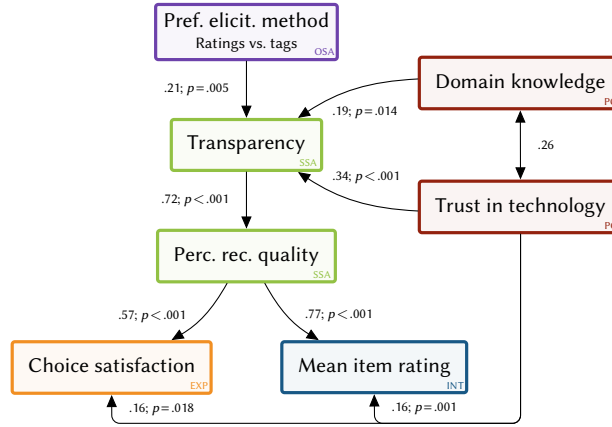 Pref. elicit. method
Ratings vs. tags
OSA
.21; p=.005
Domain knowledge
.19; p=.014
Transparency
SSA
.26
.34; p<.001
.72; p<.001
Trust in technology
Perc. rec. quality
SSA
.57; p<.001
.77; p<.001
Choice satisfaction
EXP
Mean item rating
INT
.16; p=.018
.16; p=.001